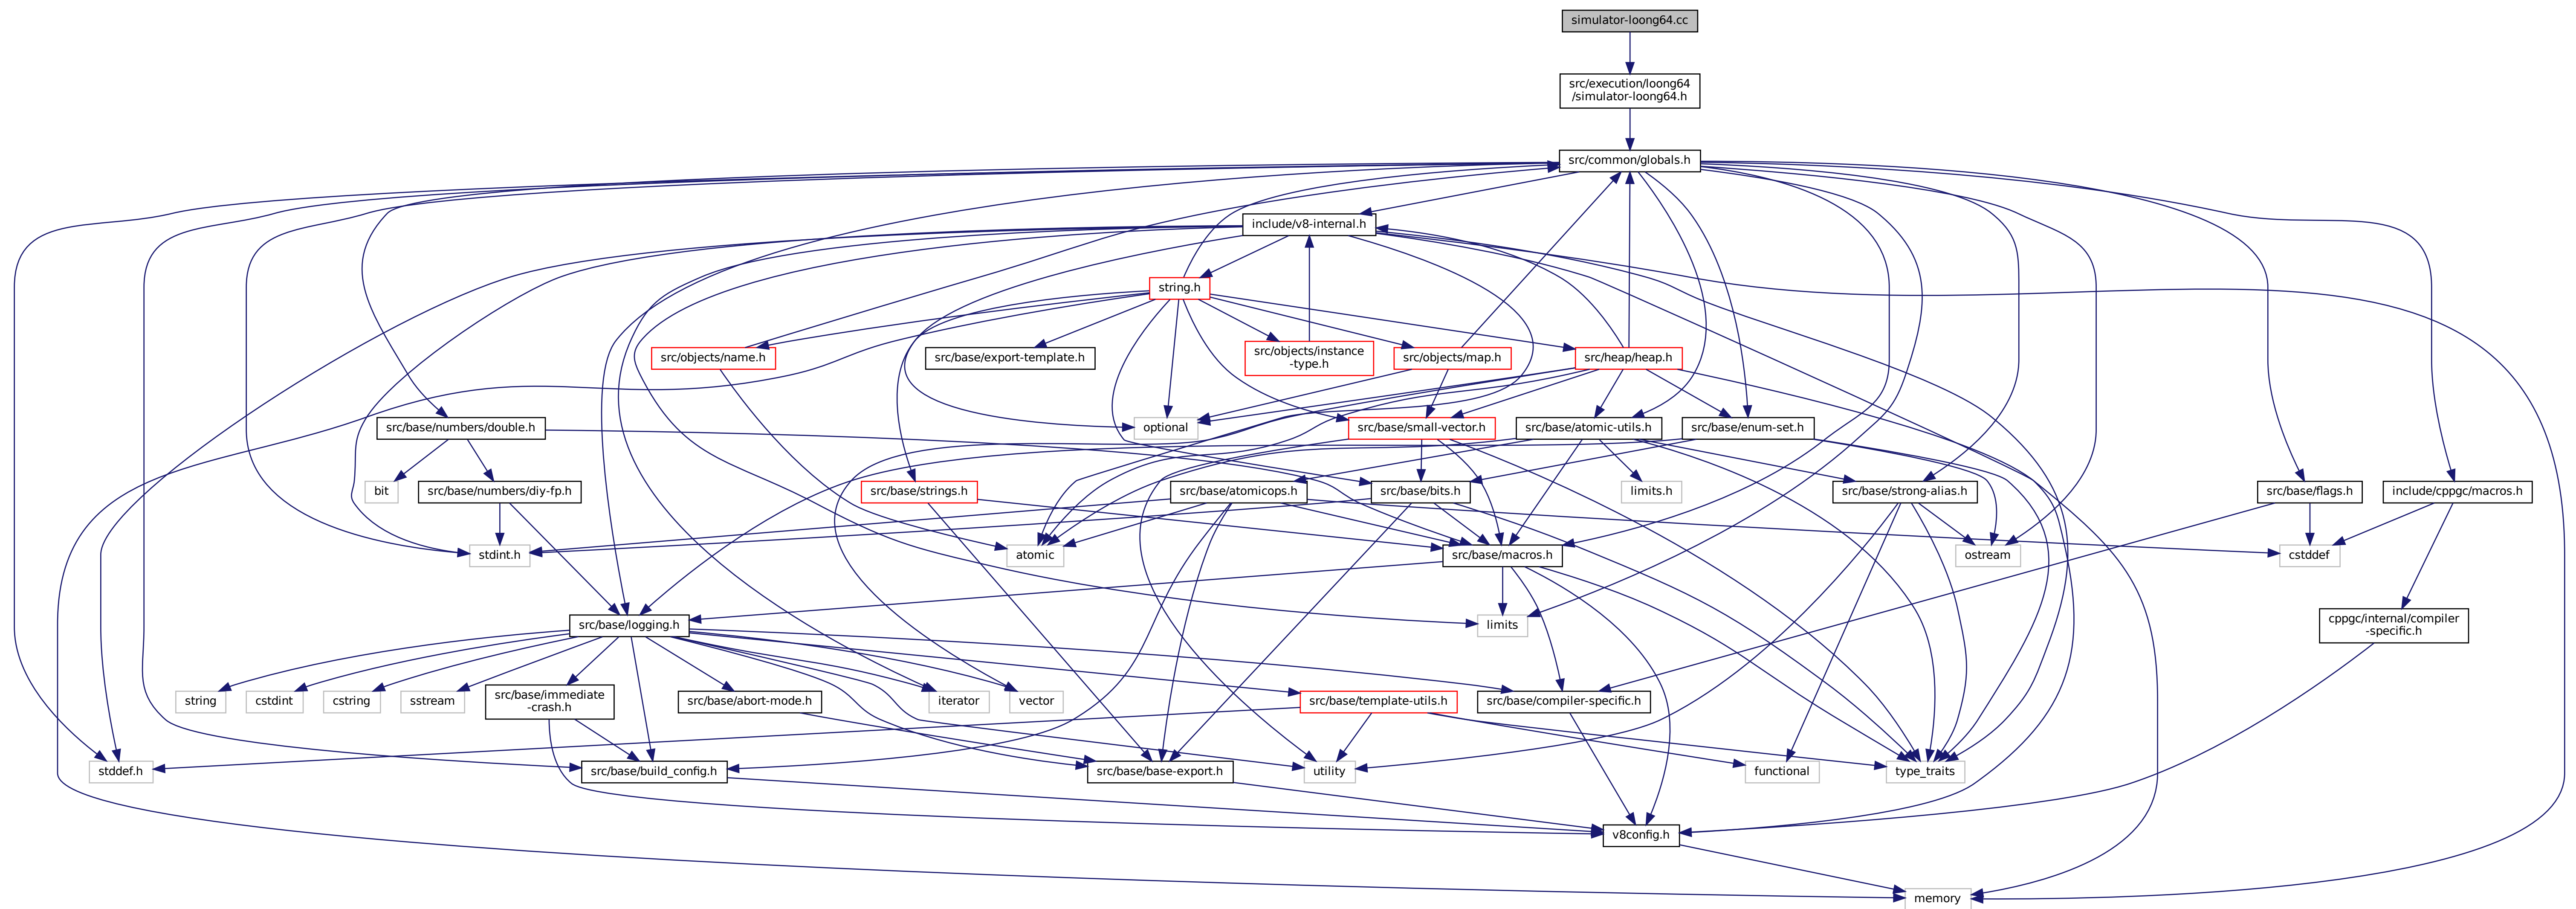 simulator-loong64.cc
src/execution/loong64
/simulator-loong64.h
src/common/globals.h
include/v8-internal.h
string.h
src/objects/name.h
src/base/export-template.h
src/objects/instance
-type.h
src/objects/map.h
src/heap/heap.h
src/base/numbers/double.h
optional
src/base/small-vector.h
src/base/atomic-utils.h
src/base/enum-set.h
bit
src/base/numbers/diy-fp.h
src/base/strings.h
src/base/atomicops.h
src/base/bits.h
limits.h
src/base/strong-alias.h
src/base/flags.h
include/cppgc/macros.h
stdint.h
atomic
src/base/macros.h
ostream
cstddef
src/base/logging.h
limits
cppgc/internal/compiler
-specific.h
string
cstdint
cstring
sstream
src/base/immediate
-crash.h
src/base/abort-mode.h
iterator
vector
src/base/template-utils.h
src/base/compiler-specific.h
stddef.h
src/base/build_config.h
src/base/base-export.h
utility
functional
type_traits
v8config.h
memory